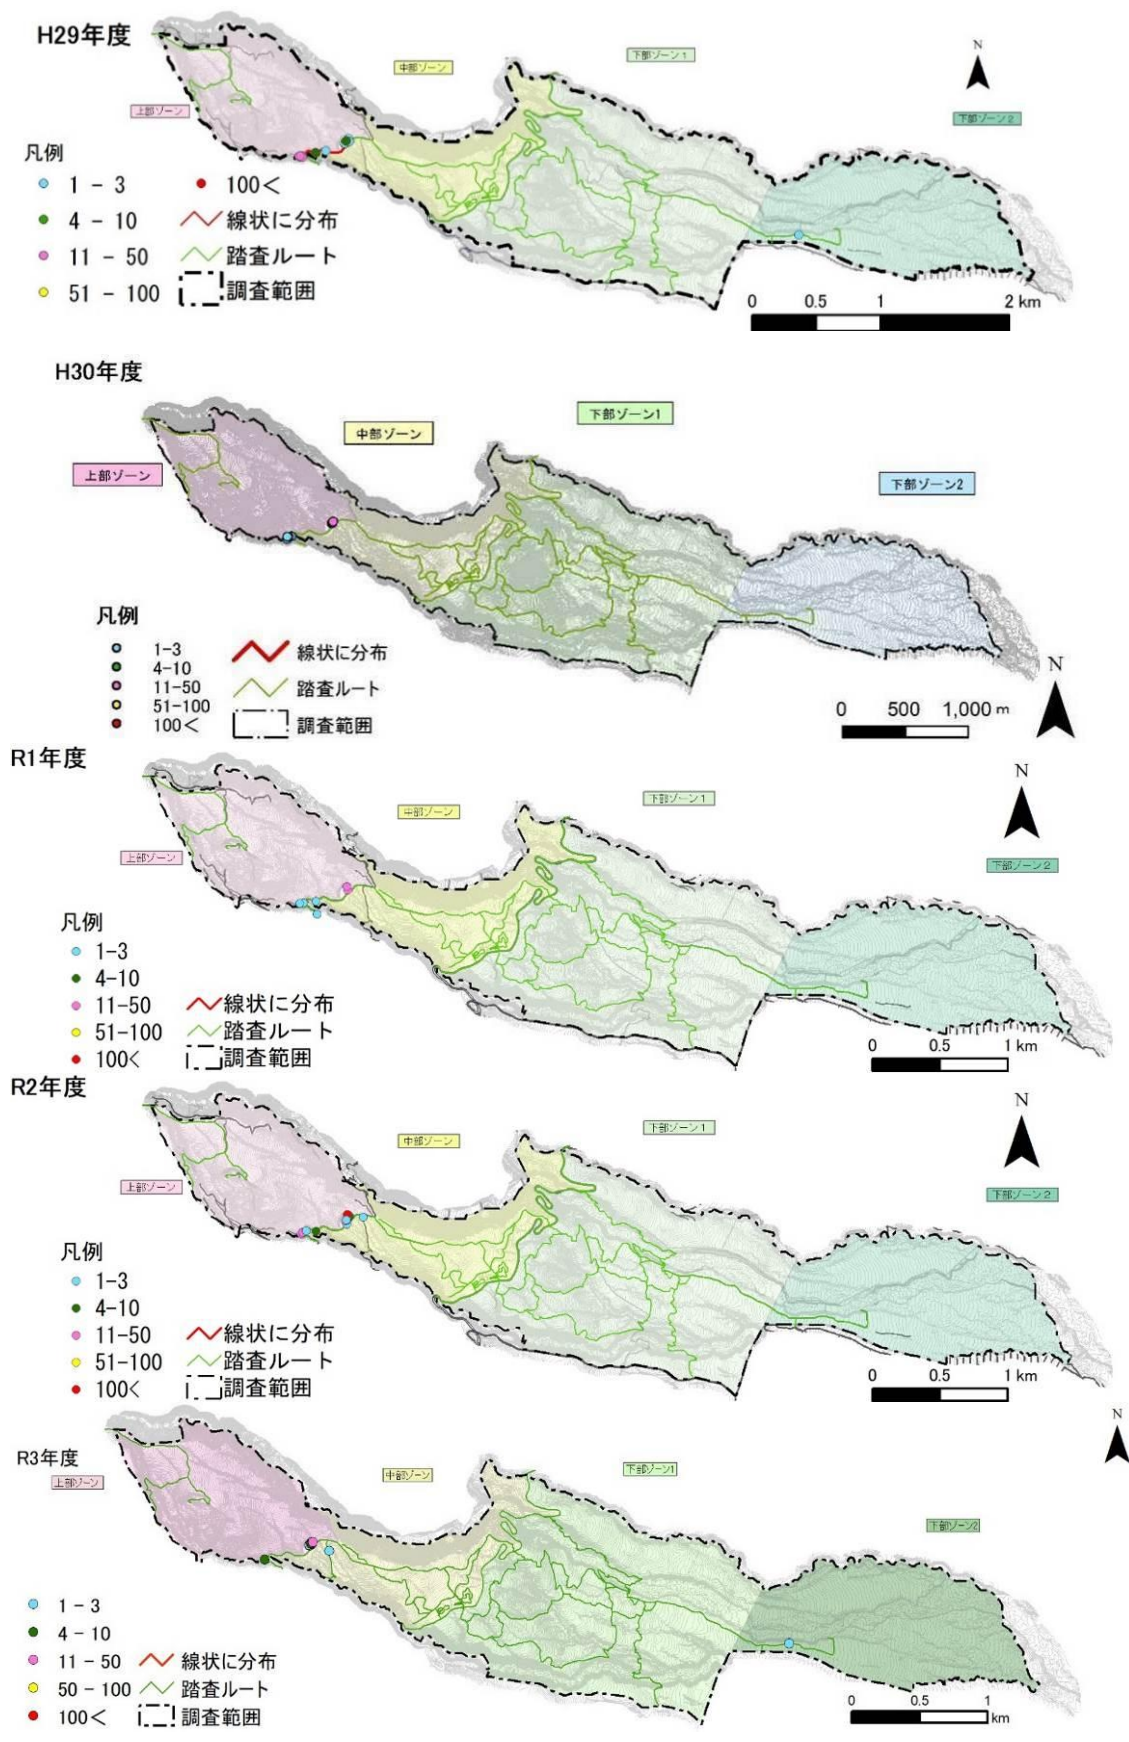 H29年度
N
下部ゾーン1
中部ゾーン
上部ゾーン
下部ゾーン2
凡例
1 - 3
100<
4 - 10
線状に分布
11 - 50
踏査ルート
51 - 100
調査範囲
0 0.5 1 2 km
H30年度
下部ゾーン1
中部ゾーン
上部ゾーン
下部ゾーン2
凡例
1-3
線状に分布
4-10
11-50
踏査ルート
51-100
100<
調査範囲
N
0 500 1,000 m
R1年度
N
下部ゾーン1
中部ゾーン
上部ゾーン
下部ゾーン2
凡例
1-3
4-10
11-50
線状に分布
51-100
踏査ルート
100<
調査範囲
0 0.5 1 km
R2年度
N
下部ゾーン1
中部ゾーン
上部ゾーン
下部ゾーン2
凡例
1-3
4-10
11-50
線状に分布
51-100
踏査ルート
100<
調査範囲
0 0.5 1 km
N
R3年度
下部ゾーン1
中部ゾーン
上部ゾーン
下部ゾーン2
1 - 3
4 - 10
11 - 50
線状に分布
50 - 100
踏査ルート
100<
調査範囲
0 0.5 1
km